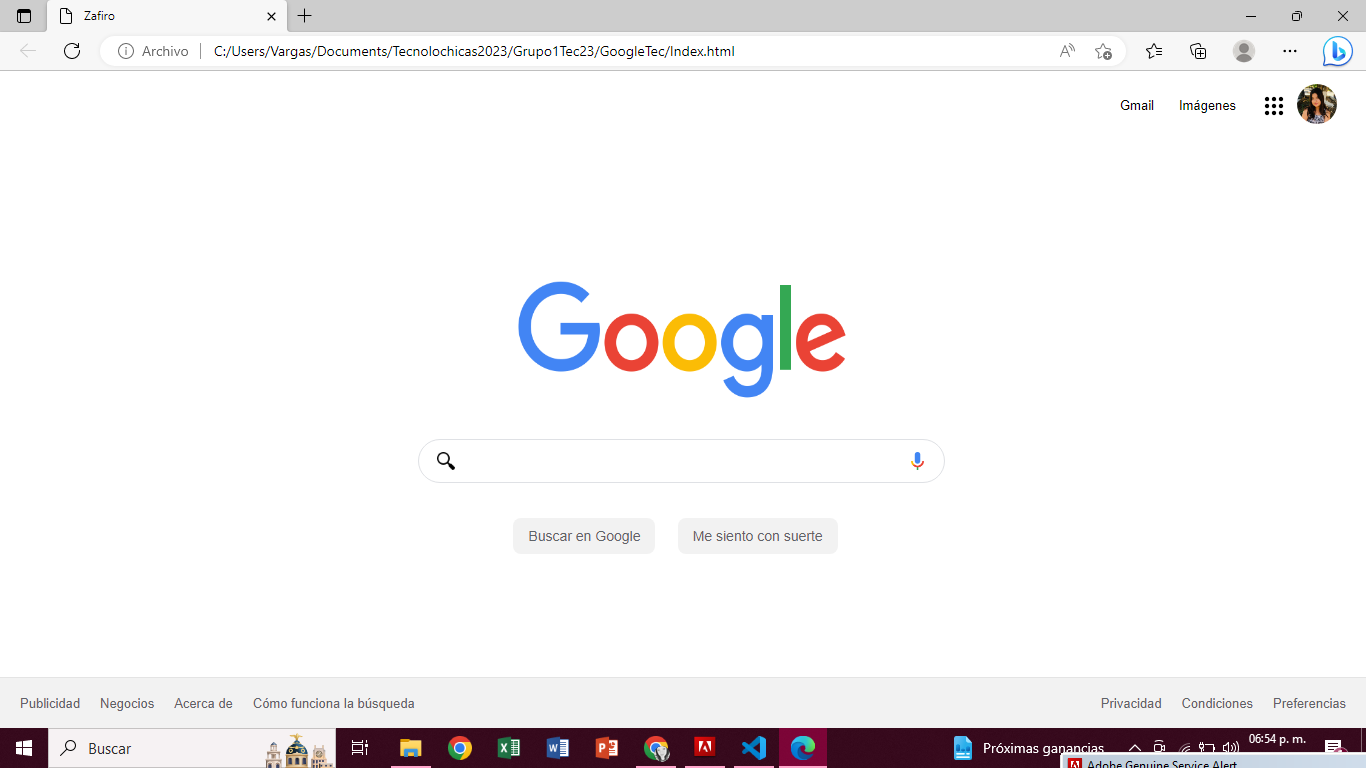 Zafiro
Archivo
C:/Users/Vargas/Documents/Tecnolochicas2023/Grupo1Tec23/GoogleTec/Index.html
Gmail Imágenes
Google
Buscar en Google Me siento con suerte
Publicidad Negocios Acerca de Cómo funciona la búsqueda Privacidad Condiciones Preferencias
Buscar
Próximas ganancias
06:54 p. m.
Adobe Genuine Service Alert